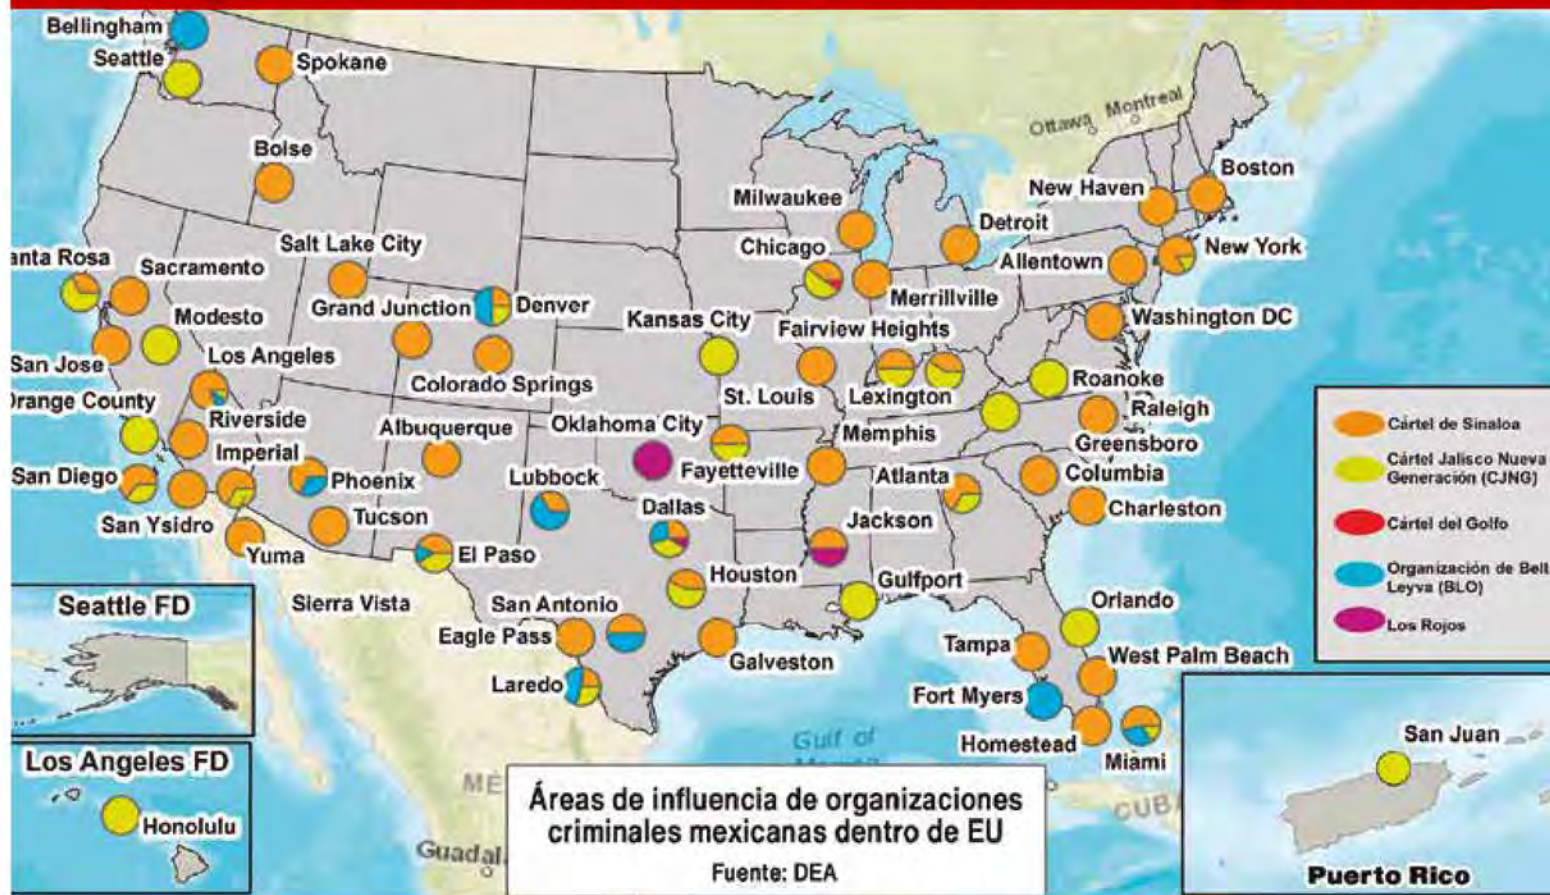 Bellingham
Seattle
Spokane
Boise
Ottawa
Montreal
Boston
New Haven
Milwaukee
Detroit
Chicago
New York
Salt Lake City
anta Rosa
Sacramento
Allentown
Merrillville
Grand Junction
Denver
Modesto
Kansas City
Fairview Heights
Washington DC
San Jose
Los Angeles
Colorado Springs
St. Louis
Lexington
Roanoke
Orange County
Riverside
Albuquerque
Oklahoma City
Memphis
Raleigh
Greensboro
Imperial
San Diego
Phoenix
Lubbock
Fayetteville
Atlanta
Columbia
San Ysidro
Tucson
Dallas
Jackson
Charleston
Yuma
El Paso
Houston
Gulfport
Sierra Vista
San Antonio
Orlando
Eagle Pass
Galveston
Tampa
West Palm Beach
Laredo
Fort Myers
Homestead
Miami
Cártel de Sinaloa
Cártel Jalisco Nueva
Generación (CJNG)
Cártel del Golfo
Organización de Bell
Leyva (BLO)
Los Rojos
Seattle FD
Los Angeles FD
Honolulu
Gulf of
MÉ
CUBA
Guadal
Áreas de influencia de organizaciones
criminales mexicanas dentro de EU
Fuente: DEA
San Juan
Puerto Rico